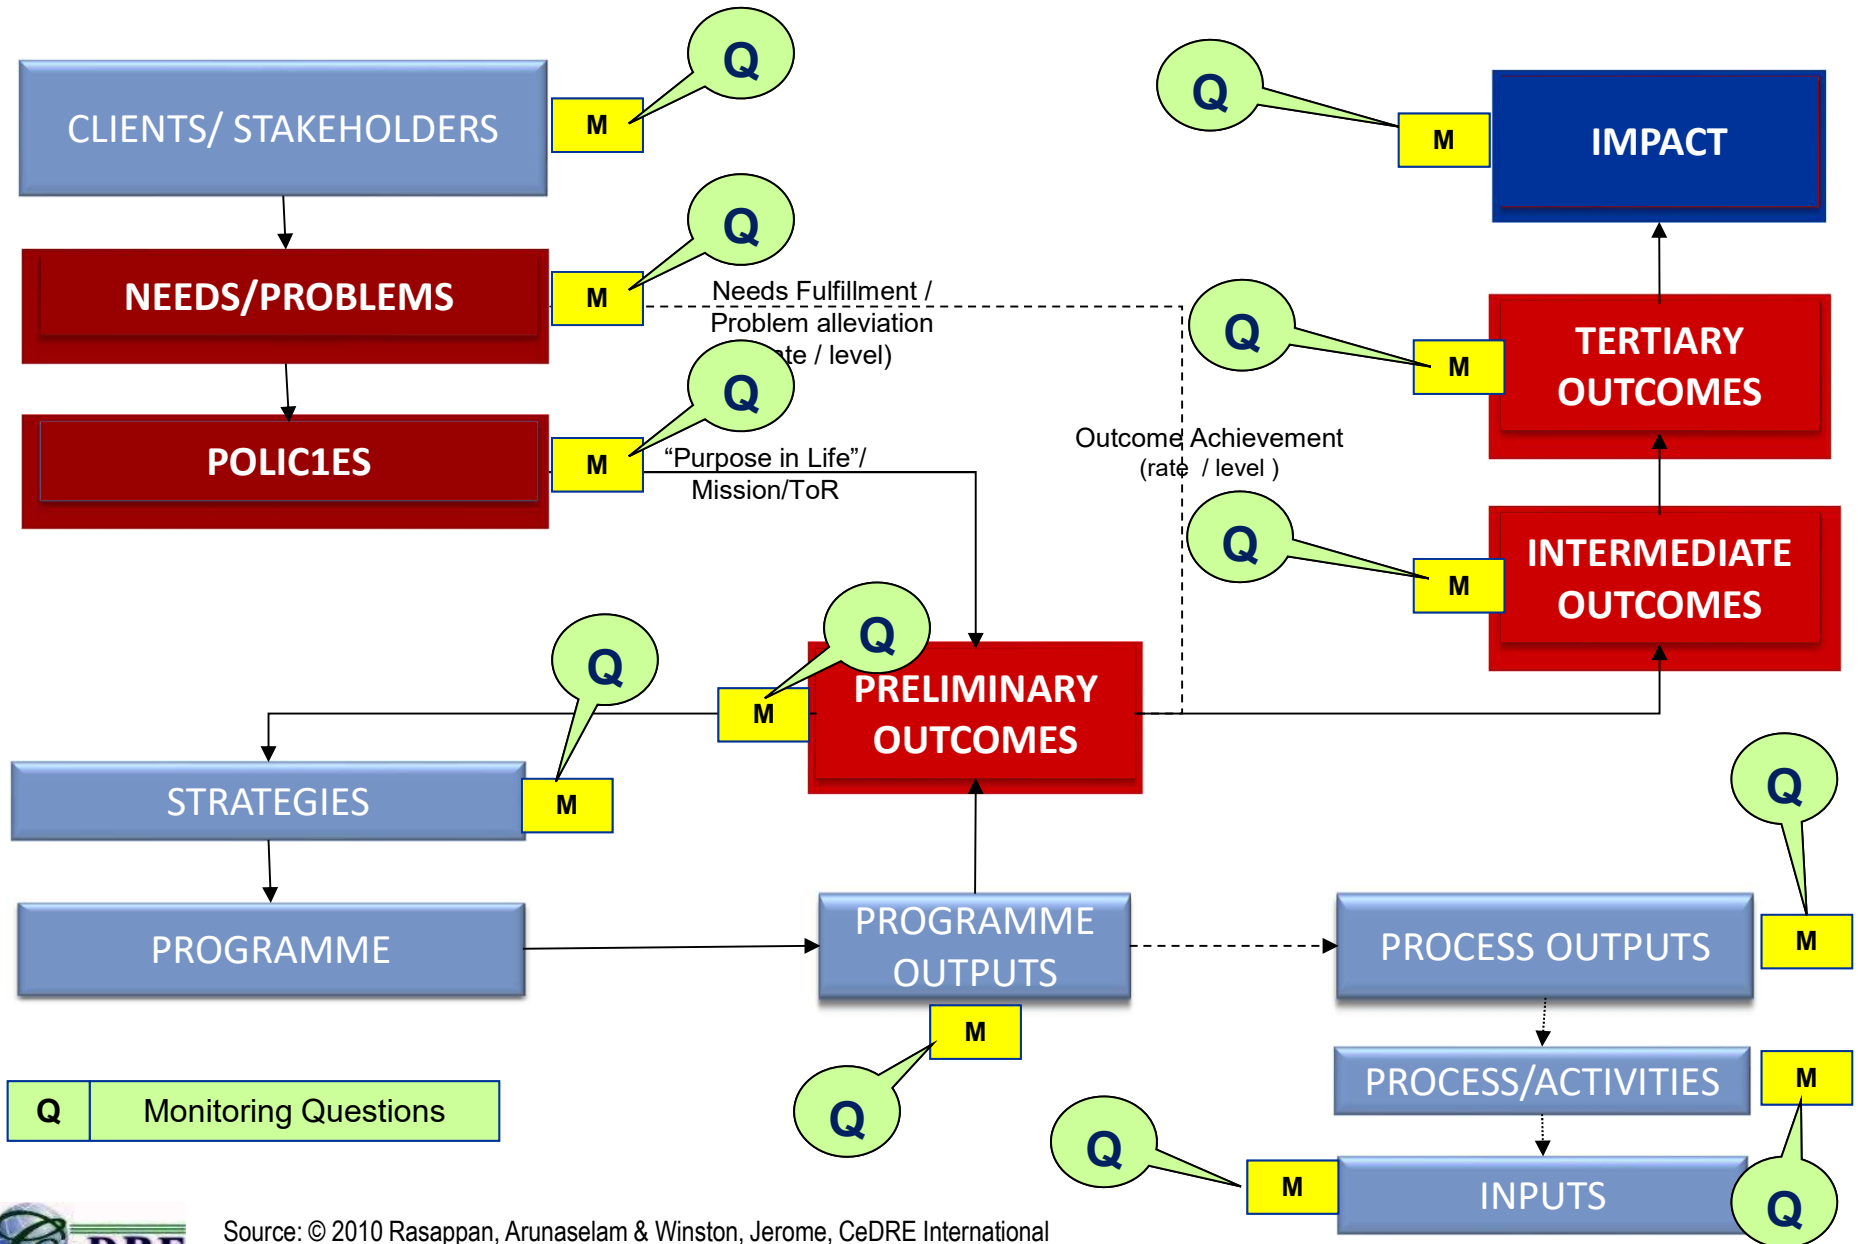 Q
CLIENTS/ STAKEHOLDERS
M
Q
NEEDS/PROBLEMS
M
Needs Fulfillment /
Problem alleviation
te / level)
Q
POLIC1ES
M
"Purpose in Life"/
Mission/ToR
Q
IMPACT
M
Q
TERTIARY
OUTCOMES
M
Outcome Achievement
(rate / level )
Q
INTERMEDIATE
OUTCOMES
M
Q
PRELIMINARY
OUTCOMES
M
Q
STRATEGIES
M
PROGRAMME
PROGRAMME
OUTPUTS
M
Q
Q
PROCESS OUTPUTS
M
PROCESS/ACTIVITIES
M
Q
Q
M
INPUTS
Q Monitoring Questions
Source: © 2010 Rasappan, Arunaselam & Winston, Jerome, CeDRE International